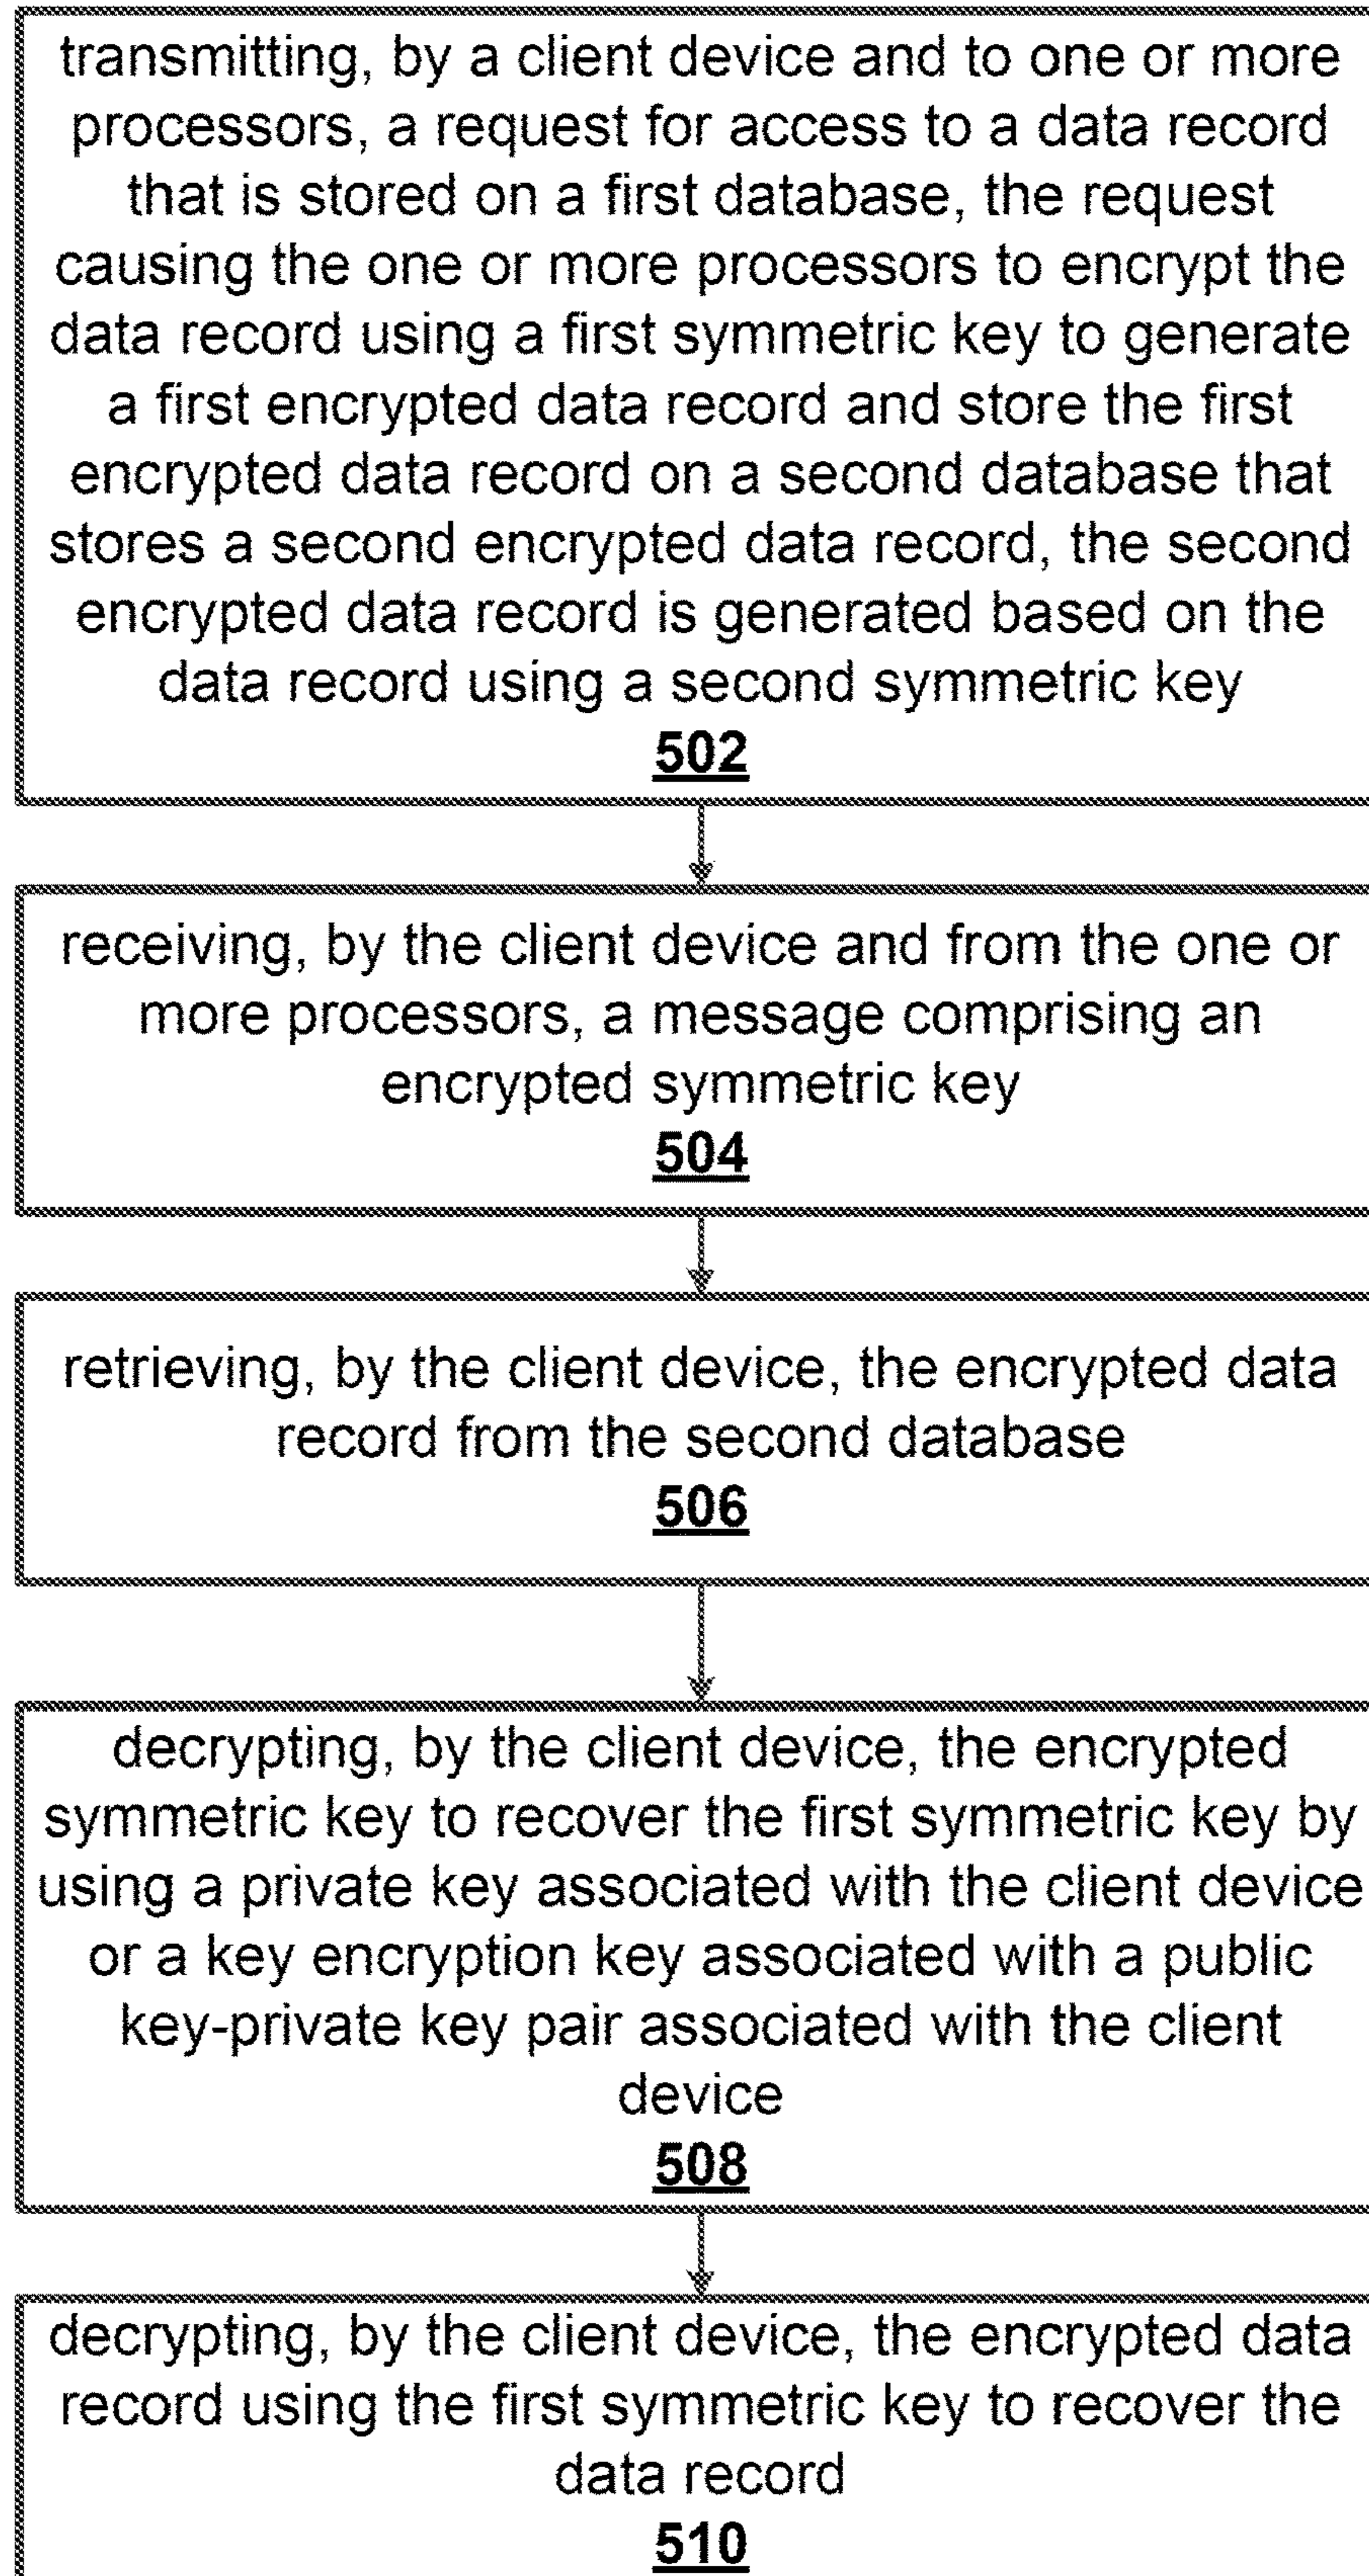 transmitting, by a client device and to one or more
processors, a request for access to a data record
that is stored on a first database, the request
causing the one or more processors to encrypt the
data record using a first symmetric key to generate
a first encrypted data record and store the first
encrypted data record on a second database that
stores a second encrypted data record, the second
encrypted data record is generated based on the
data record using a second symmetric key
502
receiving, by the client device and from the one or
more processors, a message comprising an
encrypted symmetric key
504
retrieving, by the client device, the encrypted data
record from the second database
506
decrypting, by the client device, the encrypted
symmetric key to recover the first symmetric key by
using a private key associated with the client device
or a key encryption key associated with a public
key-private key pair associated with the client
device
508
decrypting, by the client device, the encrypted data
record using the first symmetric key to recover the
data record
510